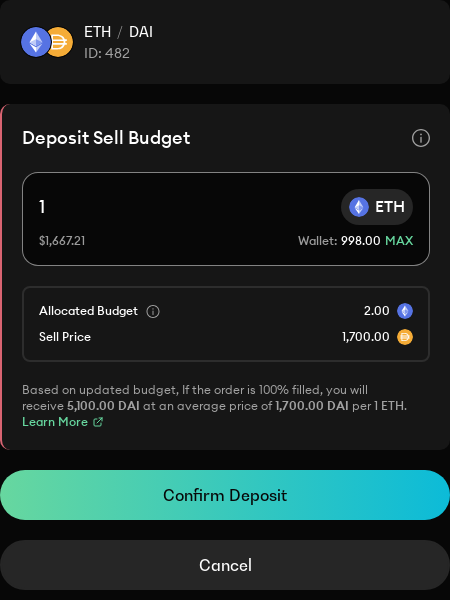 ETH / DAI
ID: 482
Deposit Sell Budget
1
ETH
$1,667.21
Wallet: 998.00 MAX
Allocated Budget
2.00
Sell Price
1,700.00
Based on updated budget, If the order is 100% filled, you will
receive 5,100.00 DAI at an average price of 1,700.00 DAI per 1 ETH.
Learn More
Confirm Deposit
Cancel